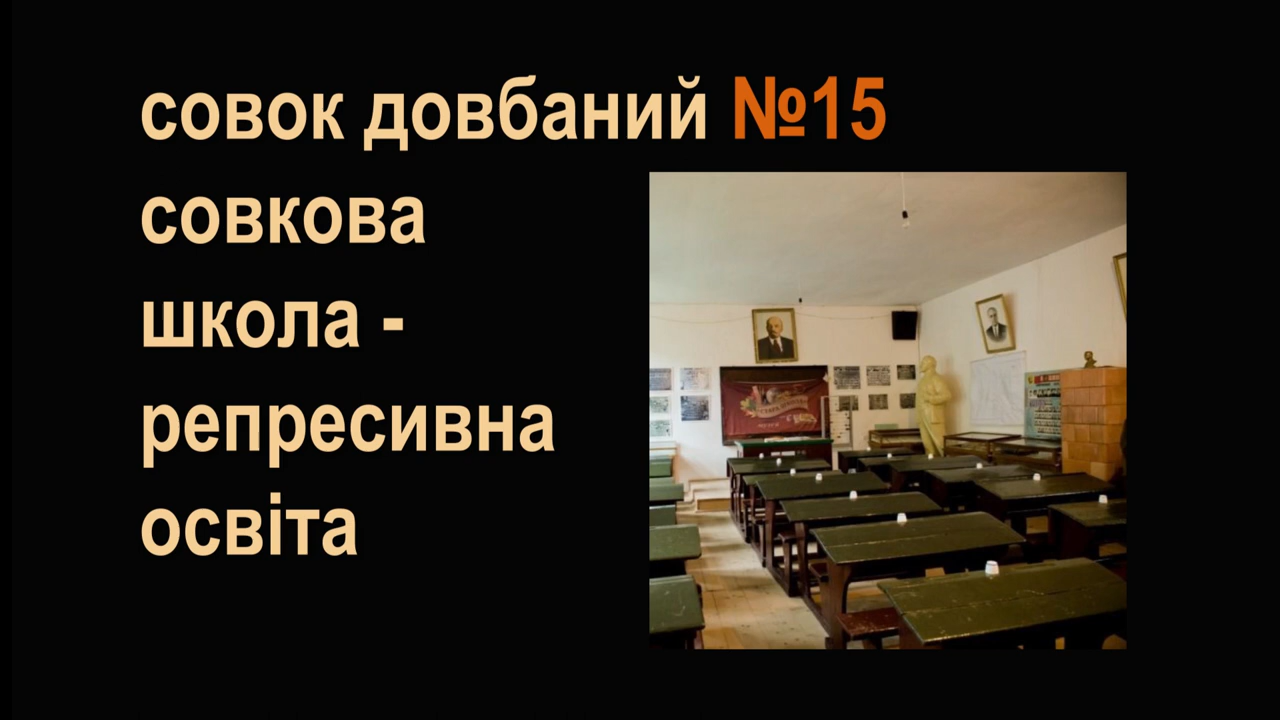 совок довбаний №15
совкова
школа -
репресивна
освіта